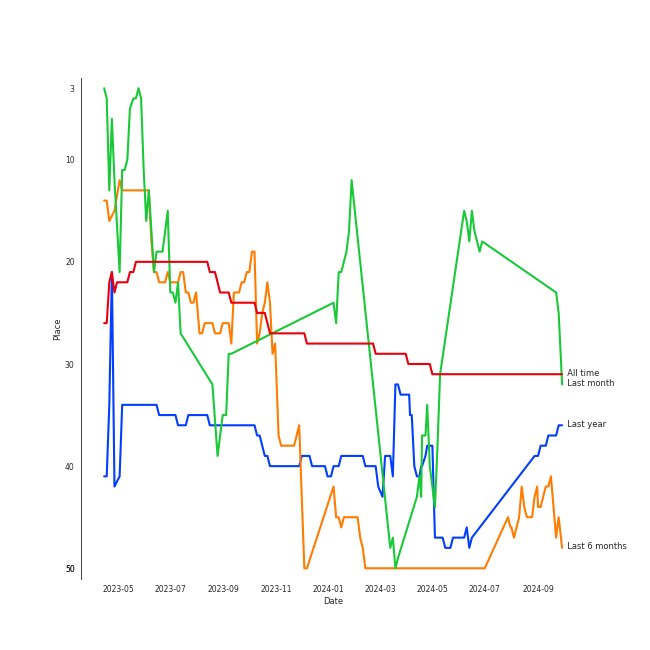 3
10
20
30
40
50
Place
2023-05
2023-07
2023-09
2023-11
2024-01
2024-03
2024-05
2024-07
2024-09
Date
All time
Last month
Last year
Last 6 months